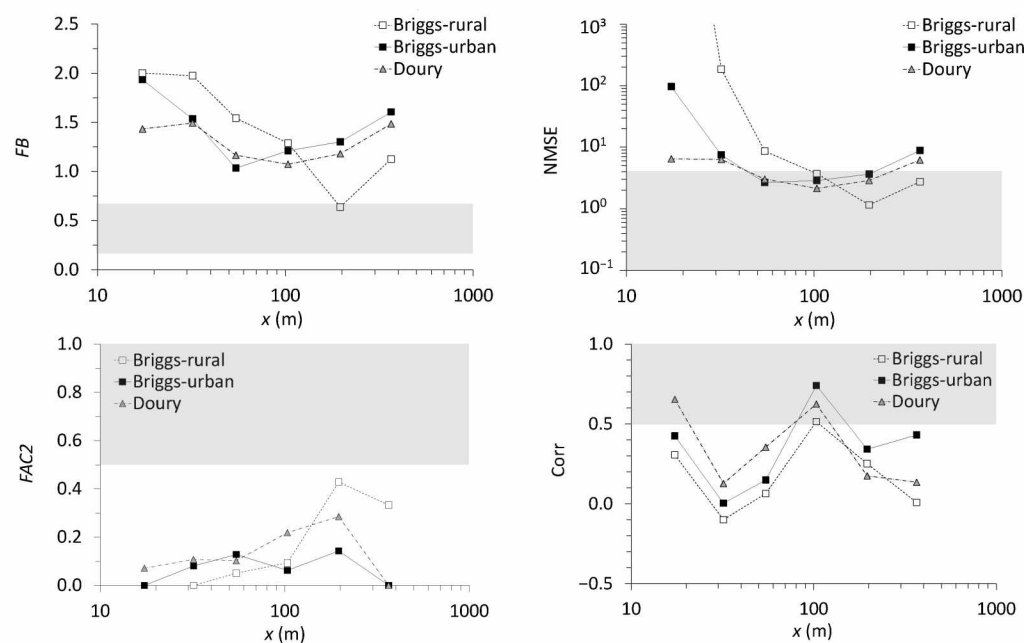 2.5
2.0
1.5
1.0
0.5
0.0
FB
Briggs-rural
Briggs-urban
Doury
10
100
1000
x (m)
10³
10²
10¹
10⁰
10⁻¹
NMSE
Briggs-rural
Briggs-urban
Doury
10
100
1000
x (m)
1.0
0.8
0.6
0.4
0.2
0.0
FAC2
Briggs-rural
Briggs-urban
Doury
10
100
1000
x (m)
1.0
0.5
0.0
−0.5
Corr
Briggs-rural
Briggs-urban
Doury
10
100
1000
x (m)